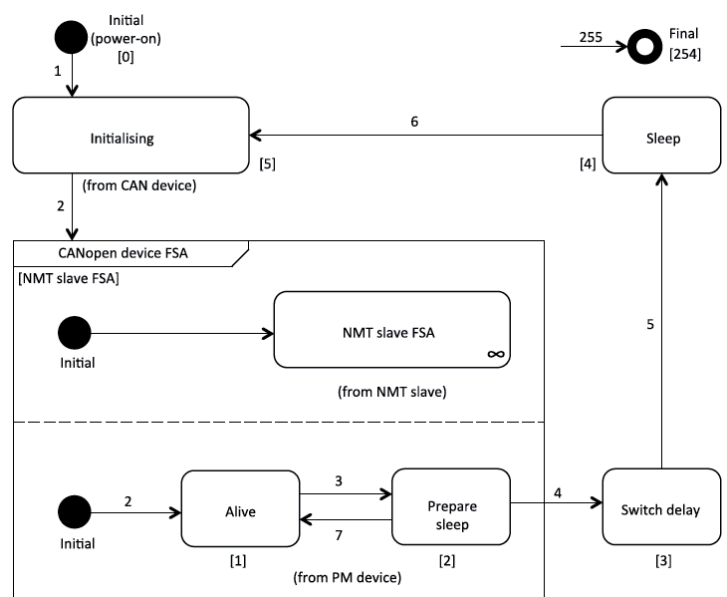 Initial
(power-on)
[0]
255
Final
[254]
1
Initialising
6
Sleep
[5]
[4]
(from CAN device)
2
CANopen device FSA
[NMT slave FSA]
NMT slave FSA
∞
Initial
5
(from NMT slave)
2
Alive
3
7
Prepare
sleep
4
Switch delay
Initial
[1]
[2]
[3]
(from PM device)